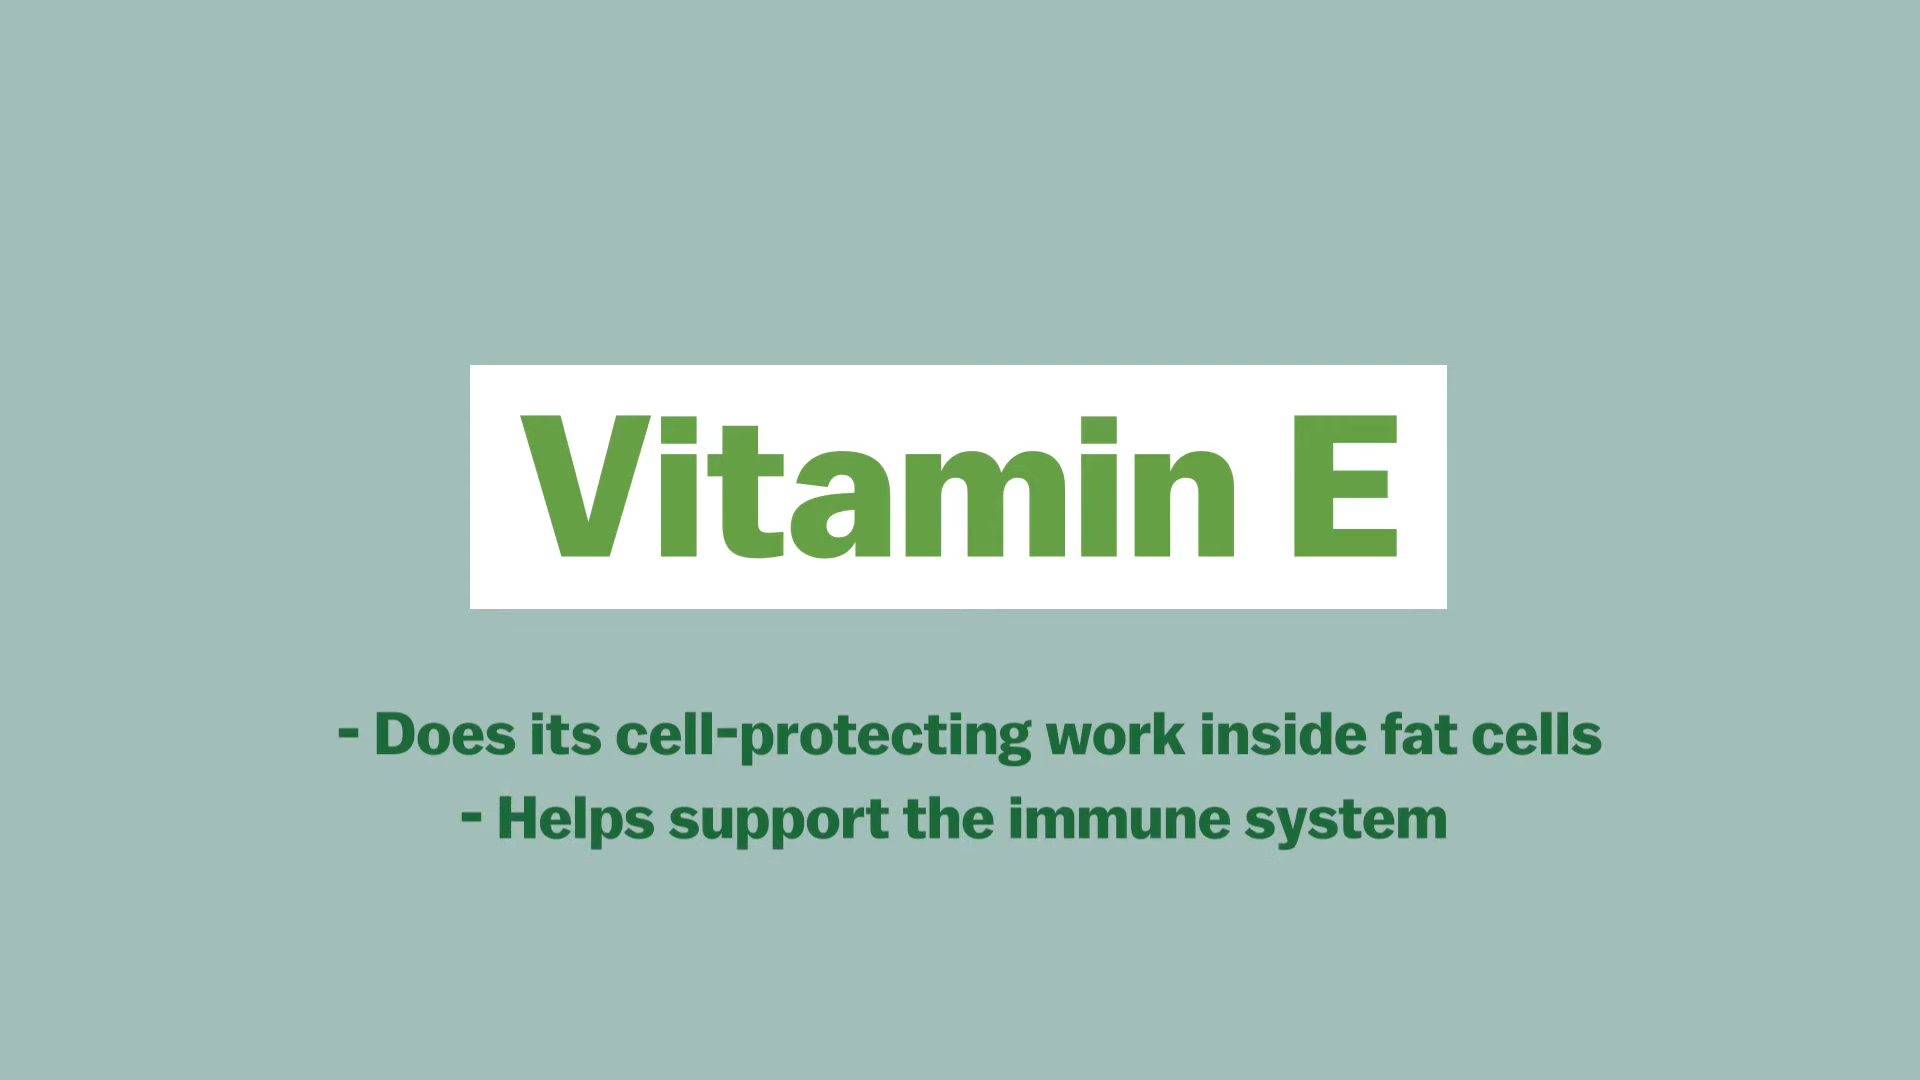 Vitamin E
- Does its cell-protecting work inside fat cells
- Helps support the immune system